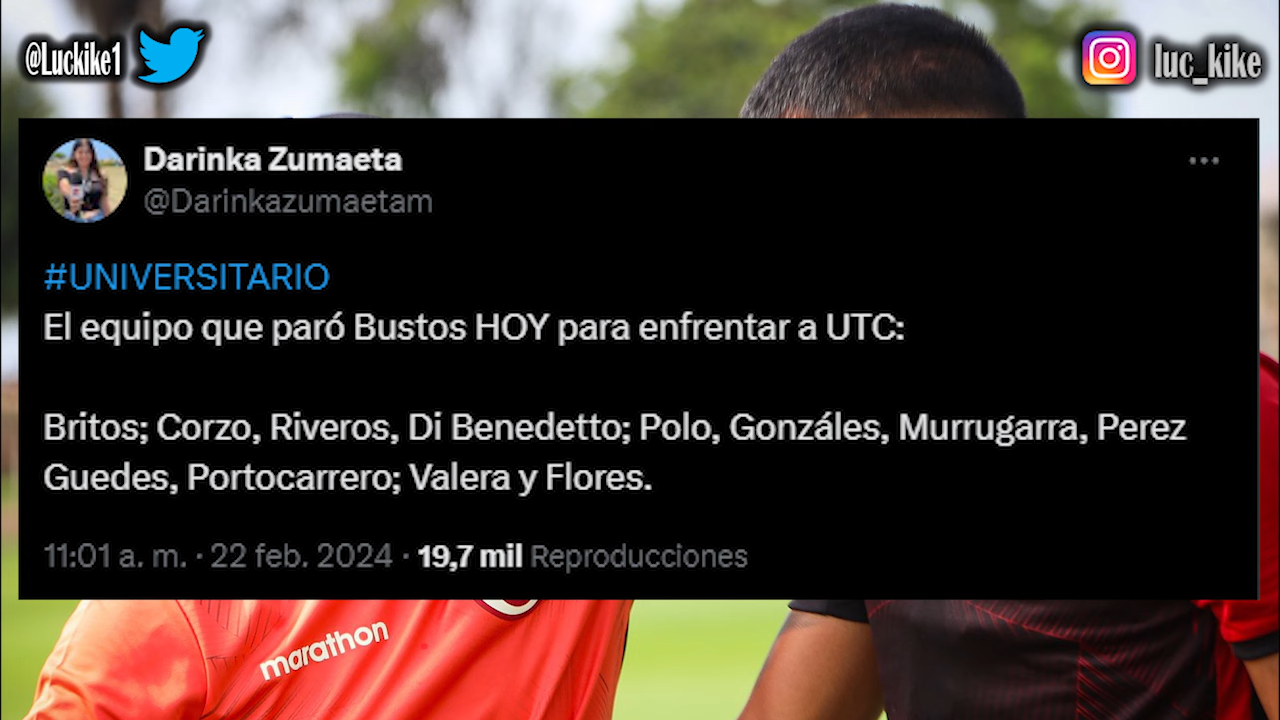 @Luckike1
luc_kike
Darinka Zumaeta
@Darinkazumaetam
#UNIVERSITARIO
El equipo que paró Bustos HOY para enfrentar a UTC:
Britos; Corzo, Riveros, Di Benedetto; Polo, Gonzáles, Murrugarra, Perez
Guedes, Portocarrero; Valera y Flores.
11:01 a. m. · 22 feb. 2024 · 19,7 mil Reproducciones
marathon